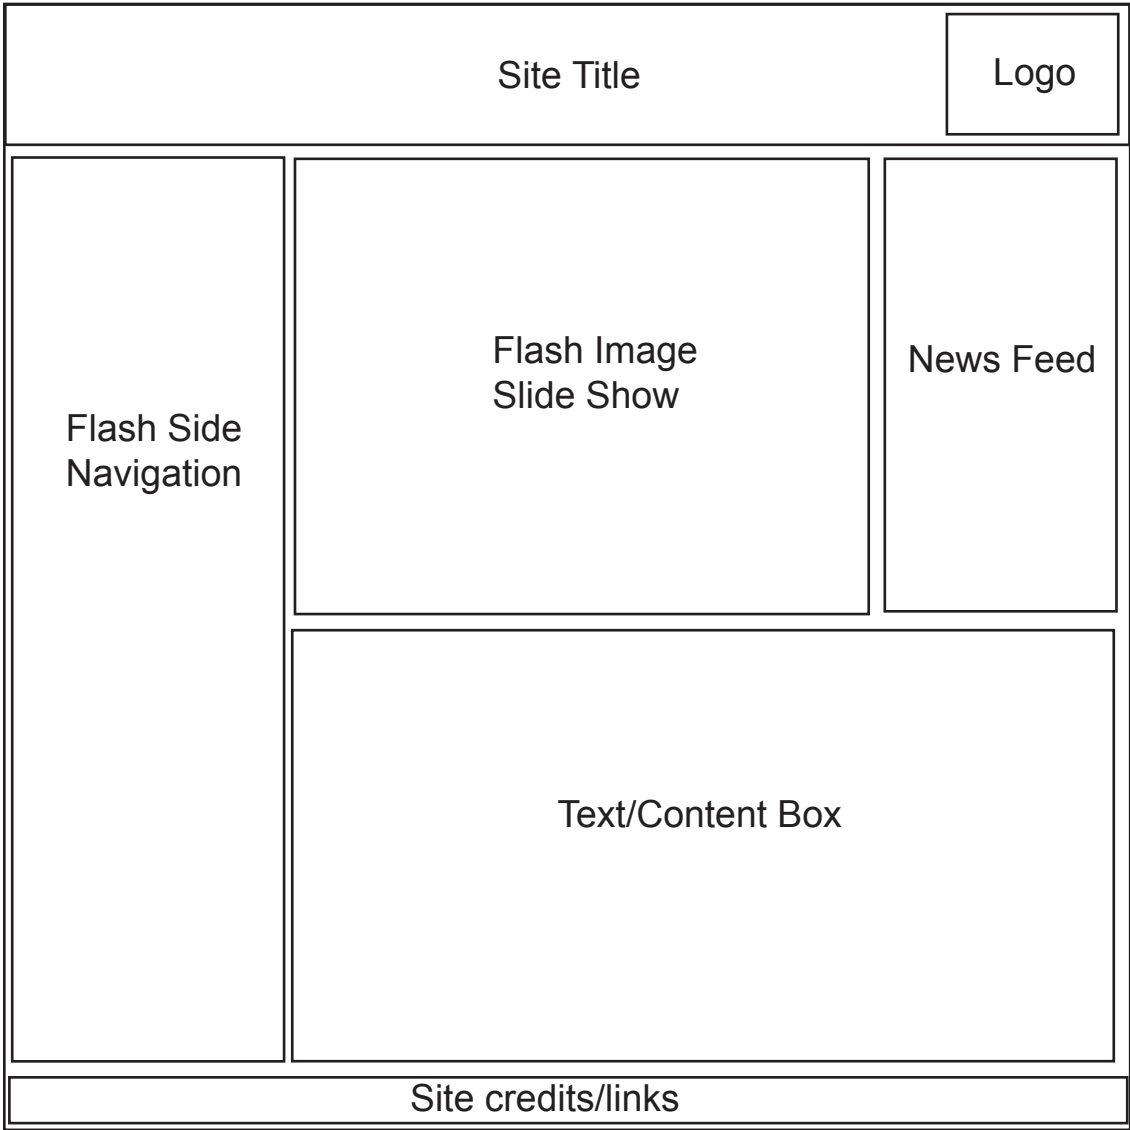 Site Title
Logo
Flash Side
Navigation
Flash Image
Slide Show
News Feed
Text/Content Box
Site credits/links